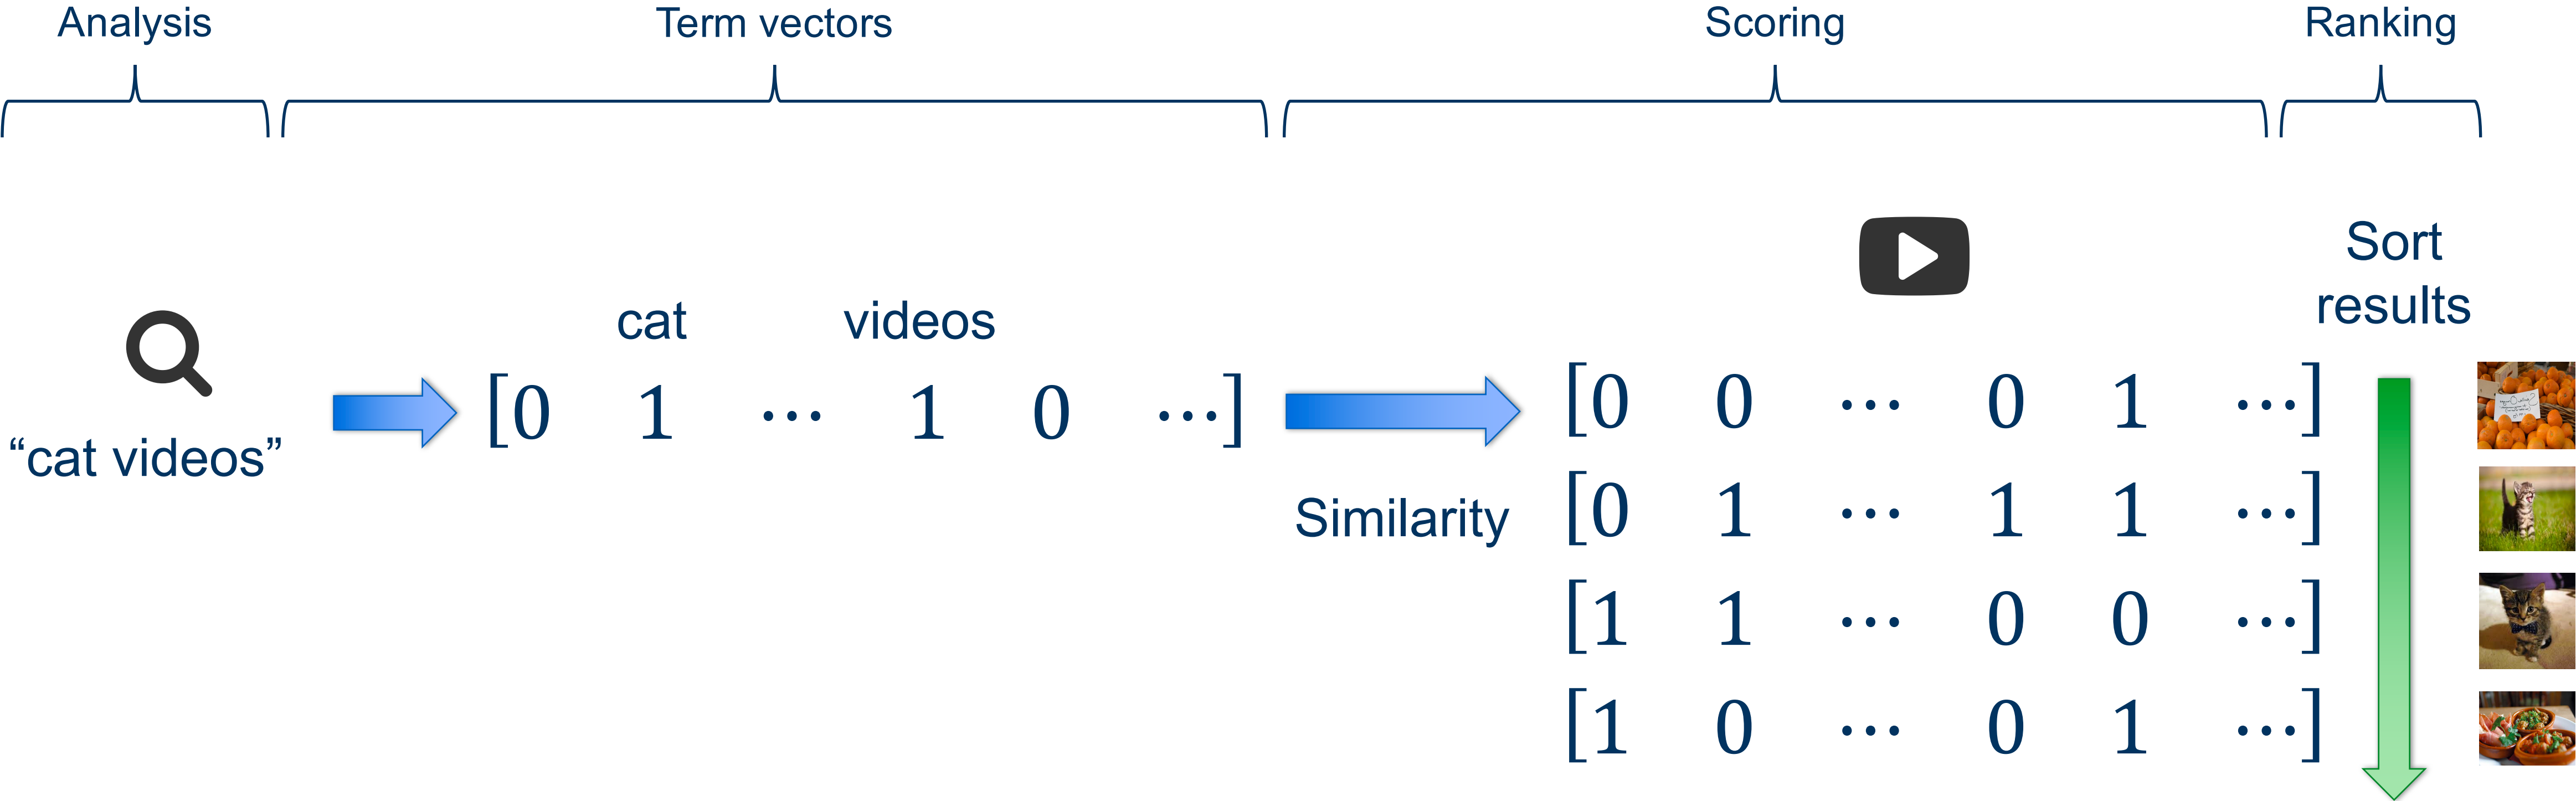 Analysis
Term vectors
Scoring
Ranking
Sort
results
cat videos
“cat videos”
[0 1 ⋯ 1 0 ⋯]
Similarity
[0 0 ⋯ 0 1 ⋯]
[0 1 ⋯ 1 1 ⋯]
[1 1 ⋯ 0 0 ⋯]
[1 0 ⋯ 0 1 ⋯]